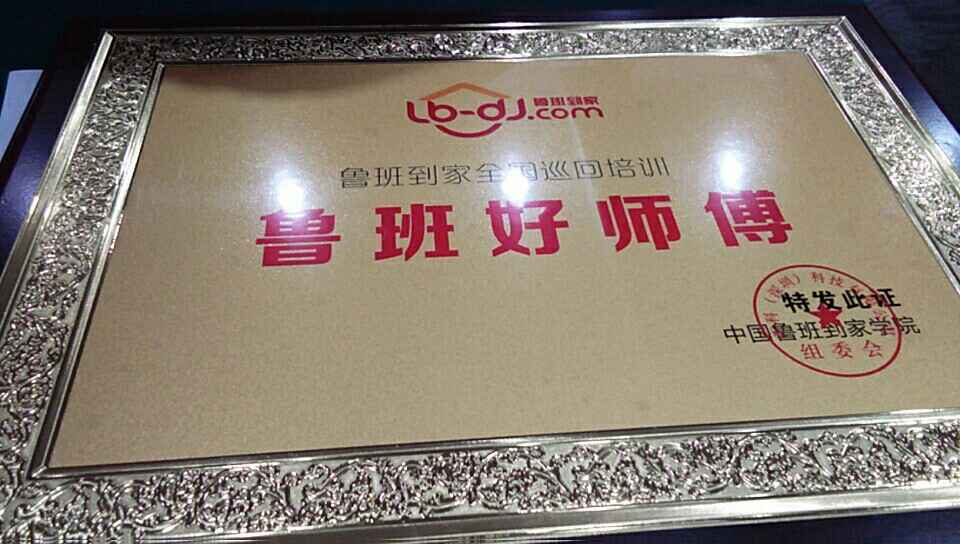 Lb-dJ.com 鲁班到家
鲁班到家全国巡回培训
鲁班好师傅
特发此证
中国鲁班到家学院
组委会